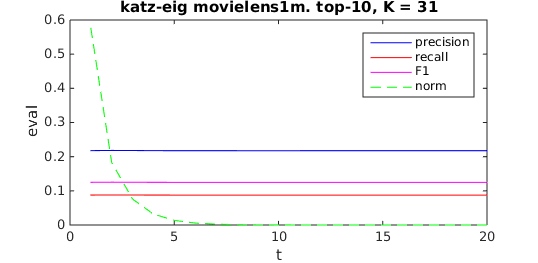 katz-eig movielens1m. top-10, K = 31
0.6
0.5
0.4
0.3
0.2
0.1
0
eval
precision
recall
F1
norm
0 5 10 15 20
t